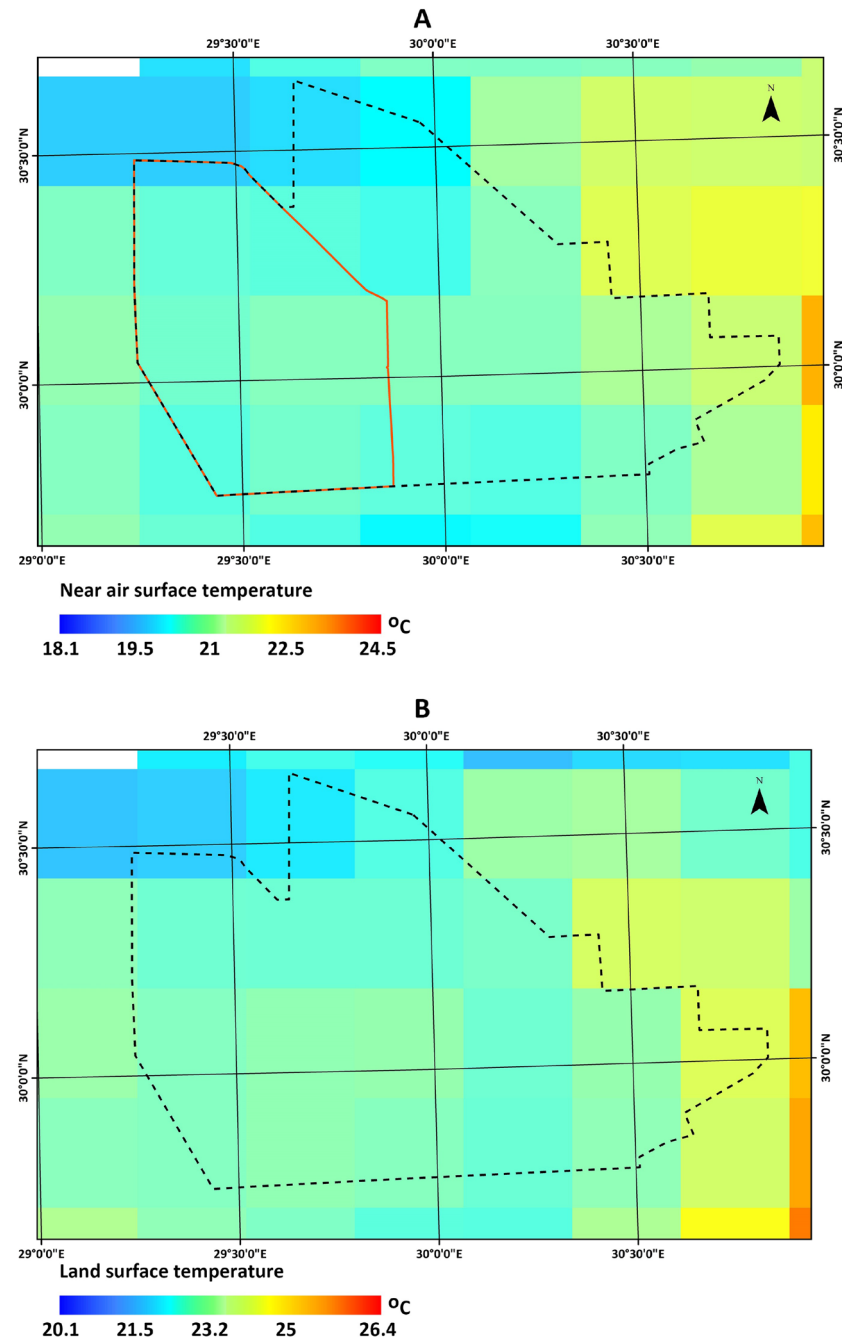 A
29°30'0"E 30°0'0"E 30°30'0"E
N
30°30'0"N 30°30'0"N
30°0'0"N 30°0'0"N
29°0'0"E 29°30'0"E 30°0'0"E 30°30'0"E
Near air surface temperature
oC
18.1 19.5 21 22.5 24.5
B
29°30'0"E 30°0'0"E 30°30'0"E
N
30°30'0"N 30°30'0"N
30°0'0"N 30°0'0"N
29°0'0"E 29°30'0"E 30°0'0"E 30°30'0"E
Land surface temperature
oC
20.1 21.5 23.2 25 26.4